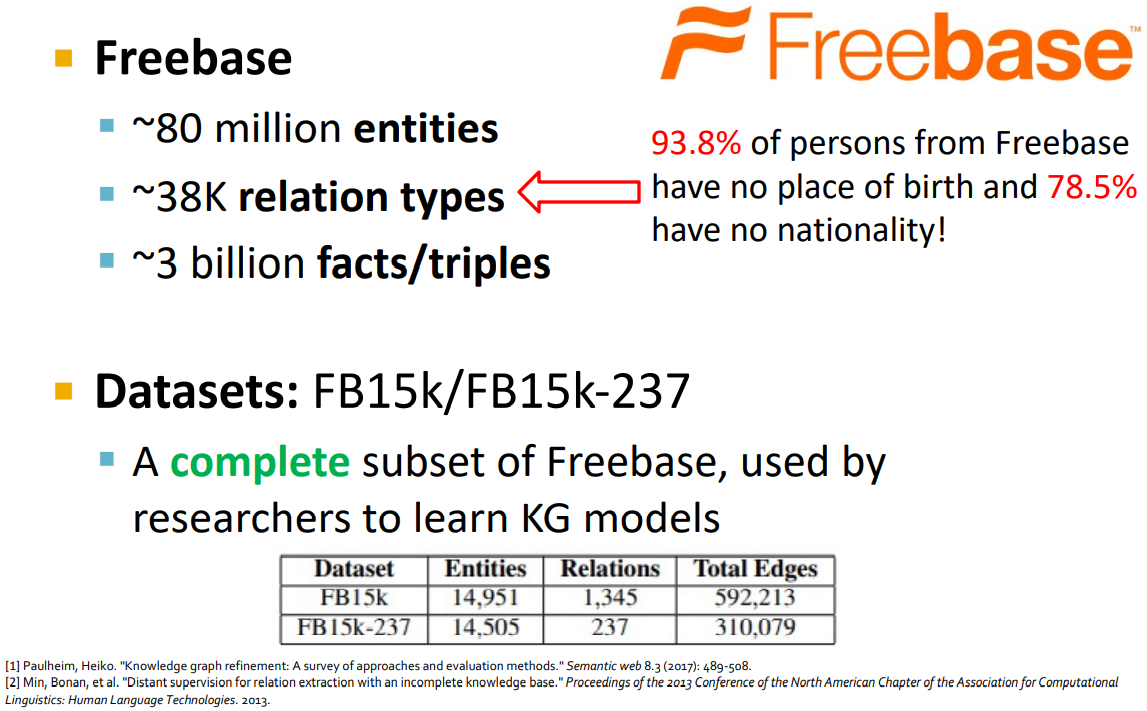 Freebase
~80 million entities
~38K relation types
~3 billion facts/triples
Freebase™
93.8% of persons from Freebase
have no place of birth and 78.5%
have no nationality!
Datasets: FB15k/FB15k-237
A complete subset of Freebase, used by
researchers to learn KG models
Dataset Entities Relations Total Edges
FB15k 14,951 1,345 592,213
FB15k-237 14,505 237 310,079
[1] Paulheim, Heiko. "Knowledge graph refinement: A survey of approaches and evaluation methods." Semantic web 8.3 (2017): 489-508.
[2] Min, Bonan, et al. "Distant supervision for relation extraction with an incomplete knowledge base." Proceedings of the 2013 Conference of the North American Chapter of the Association for Computational
Linguistics: Human Language Technologies. 2013.